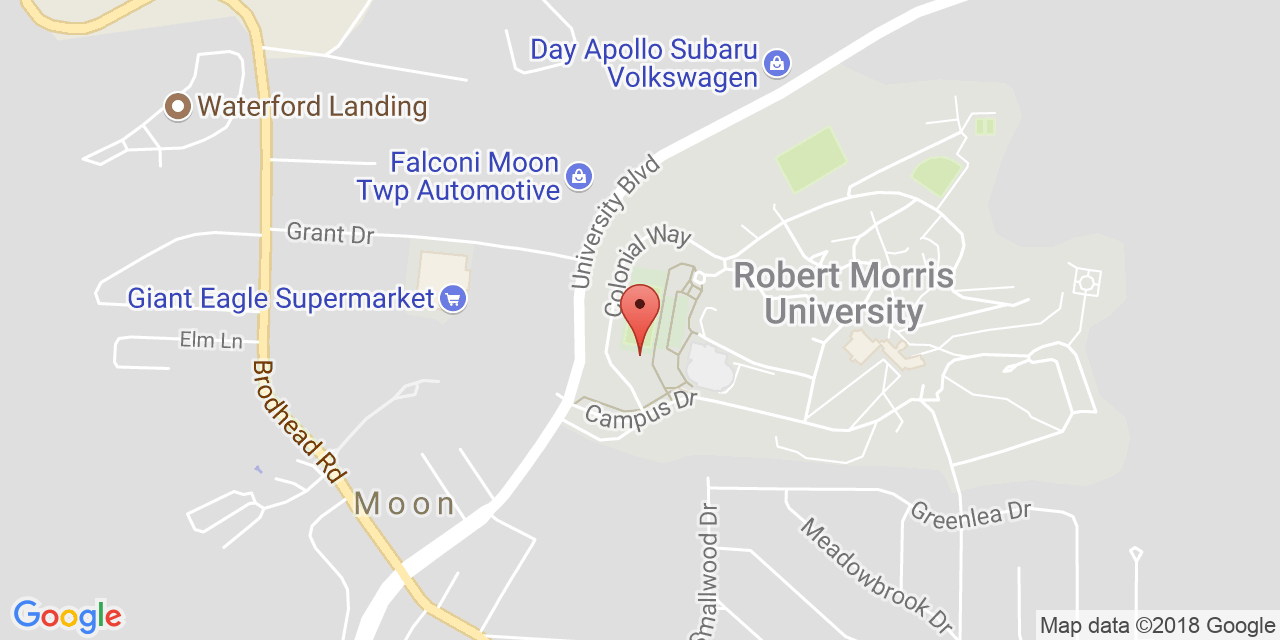 Day Apollo Subaru
Volkswagen
Waterford Landing
Falconi Moon
Twp Automotive
University Blvd
Grant Dr
Colonial Way
Robert Morris
University
Giant Eagle Supermarket
Elm Ln
Brodhead Rd
Campus Dr
Moon
Greenlea Dr
Smallwood Dr
Meadowbrook Dr
Google
Map data ©2018 Google